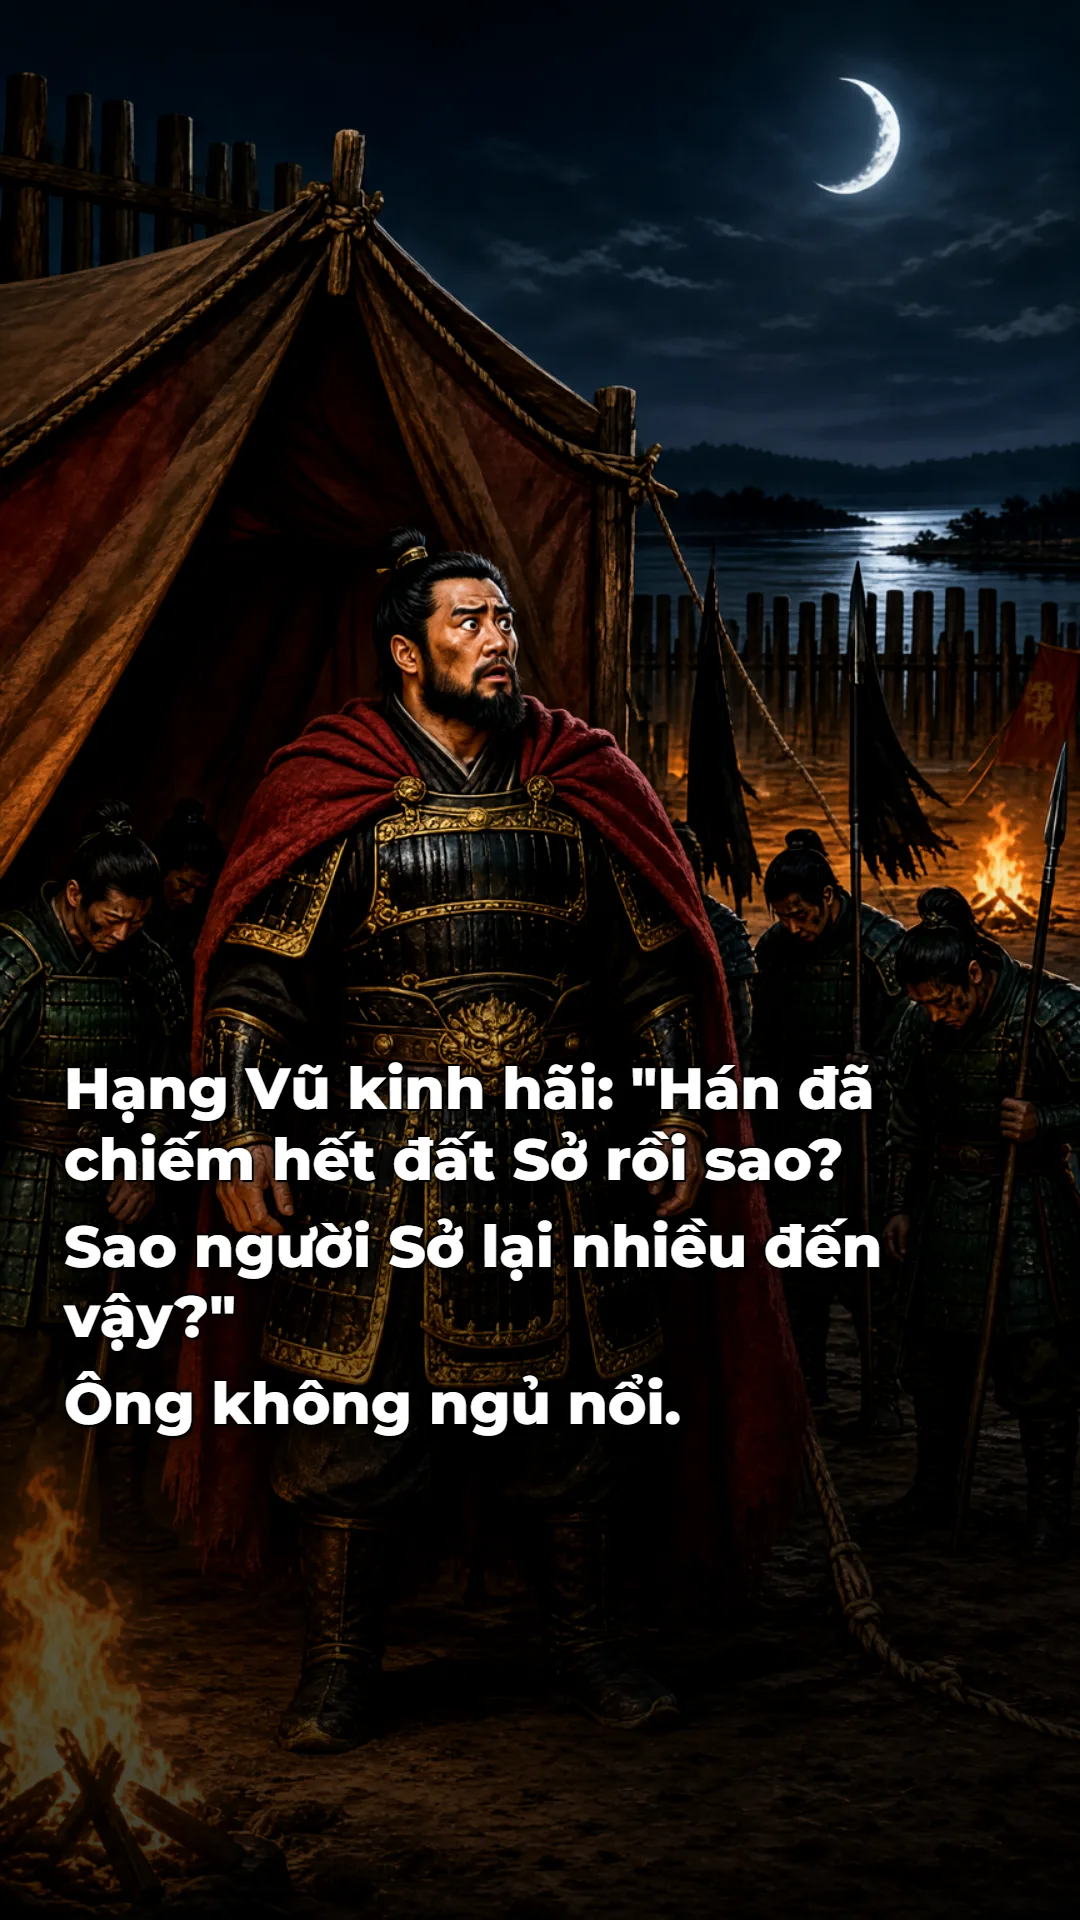 Hạng Vũ kinh hãi: "Hán đã
chiếm hết đất Sở rồi sao?
Sao người Sở lại nhiều đến
vậy?"
Ông không ngủ nổi.